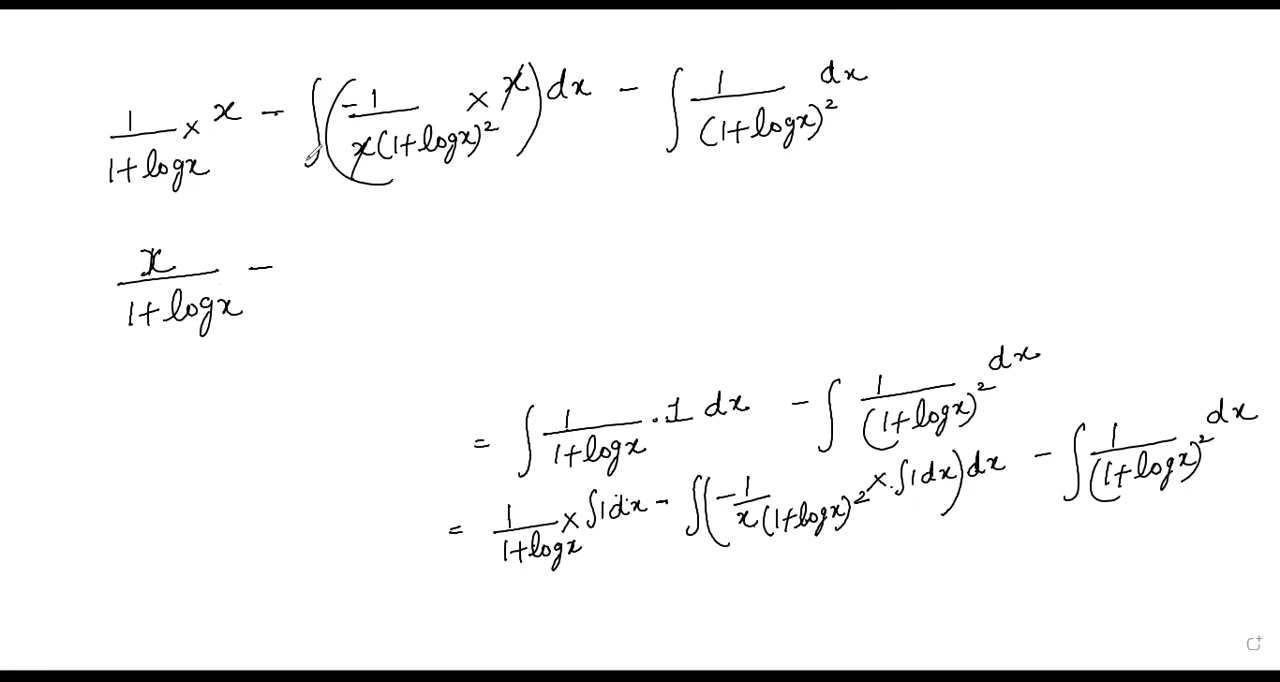 1/(1+logx) × x − ∫(−1/(x(1+logx)²) × x)dx − ∫ 1/(1+logx)² dx
x/(1+logx) −
= ∫ 1/(1+logx) · 1 dx − ∫ 1/(1+logx)² dx
= 1/(1+logx) × ∫1dx − ∫(−1/x(1+logx)² × ∫1dx)dx − ∫ 1/(1+logx)² dx